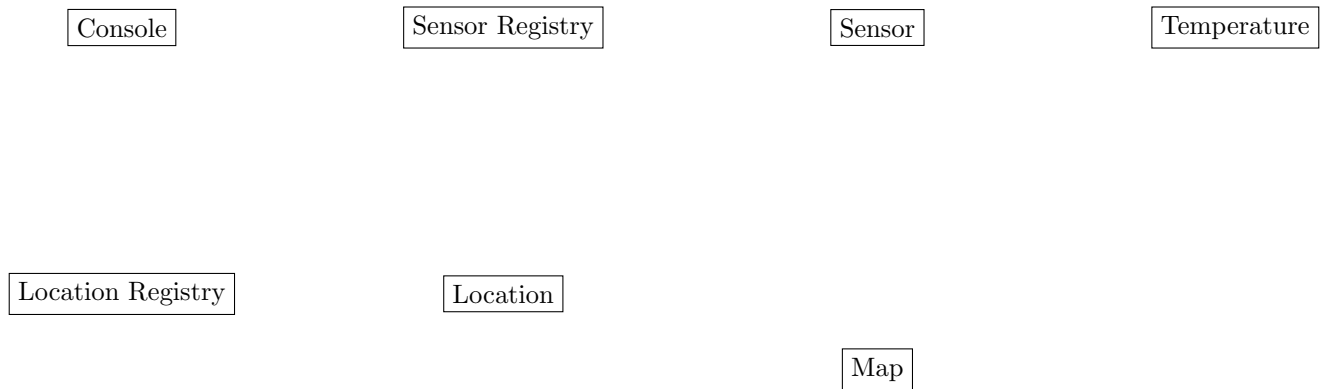 Console
Sensor Registry
Sensor
Temperature
Location Registry
Location
Map